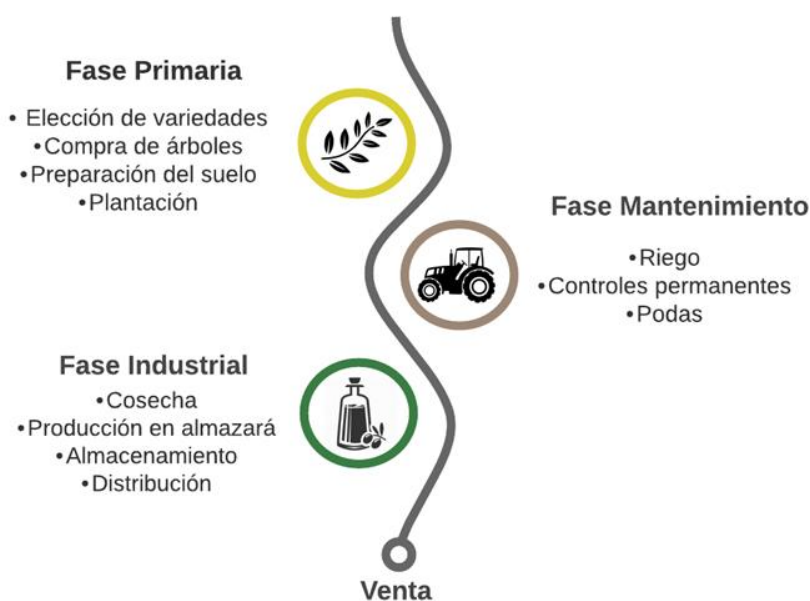 Fase Primaria
• Elección de variedades
•Compra de árboles
•Preparación del suelo
•Plantación
Fase Mantenimiento
•Riego
•Controles permanentes
•Podas
Fase Industrial
•Cosecha
•Producción en almazará
•Almacenamiento
•Distribución
Venta